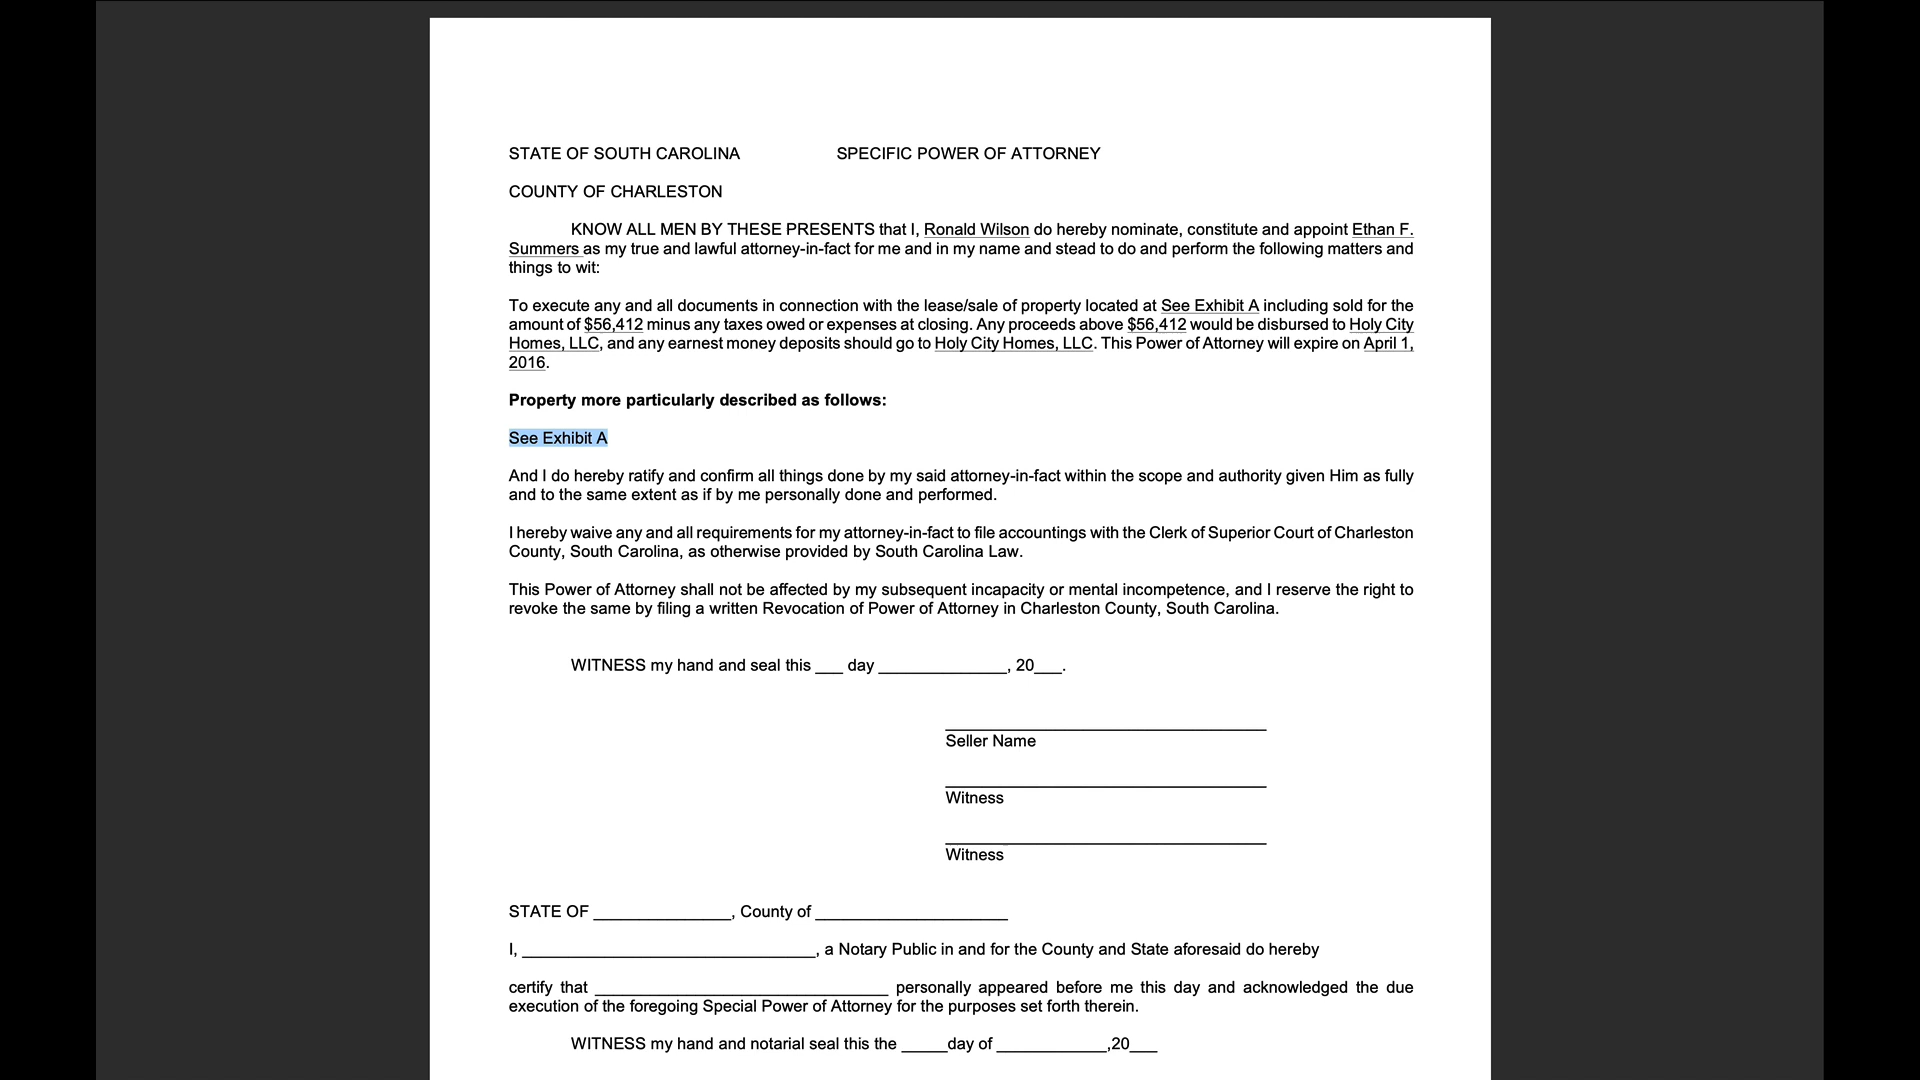 STATE OF SOUTH CAROLINA SPECIFIC POWER OF ATTORNEY
COUNTY OF CHARLESTON
KNOW ALL MEN BY THESE PRESENTS that I, Ronald Wilson do hereby nominate, constitute and appoint Ethan F.
Summers as my true and lawful attorney-in-fact for me and in my name and stead to do and perform the following matters and
things to wit:
To execute any and all documents in connection with the lease/sale of property located at See Exhibit A including sold for the
amount of $56,412 minus any taxes owed or expenses at closing. Any proceeds above $56,412 would be disbursed to Holy City
Homes, LLC, and any earnest money deposits should go to Holy City Homes, LLC. This Power of Attorney will expire on April 1,
2016.
Property more particularly described as follows:
See Exhibit A
And I do hereby ratify and confirm all things done by my said attorney-in-fact within the scope and authority given Him as fully
and to the same extent as if by me personally done and performed.
I hereby waive any and all requirements for my attorney-in-fact to file accountings with the Clerk of Superior Court of Charleston
County, South Carolina, as otherwise provided by South Carolina Law.
This Power of Attorney shall not be affected by my subsequent incapacity or mental incompetence, and I reserve the right to
revoke the same by filing a written Revocation of Power of Attorney in Charleston County, South Carolina.
WITNESS my hand and seal this ___ day ______________, 20___.
Seller Name
Witness
Witness
STATE OF _______________, County of _____________________
I, ________________________________, a Notary Public in and for the County and State aforesaid do hereby
certify that ________________________________ personally appeared before me this day and acknowledged the due
execution of the foregoing Special Power of Attorney for the purposes set forth therein.
WITNESS my hand and notarial seal this the _____day of ____________,20___